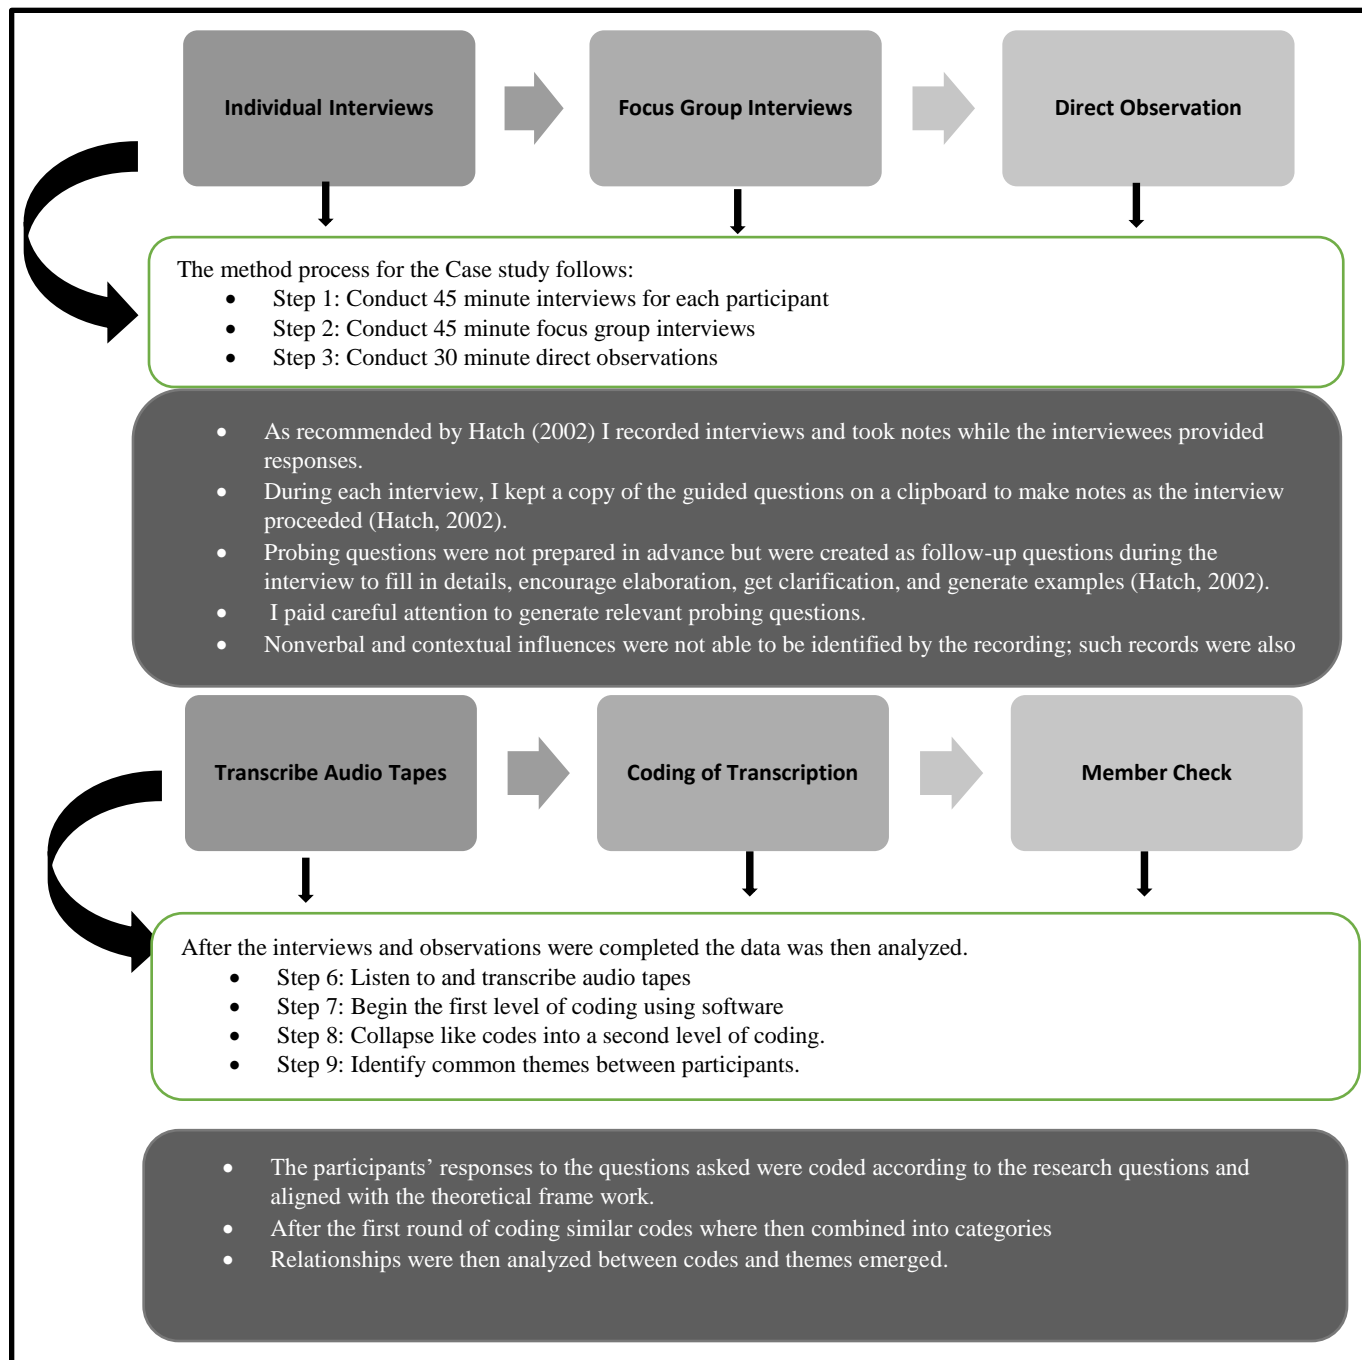 Individual Interviews
Focus Group Interviews
Direct Observation
The method process for the Case study follows:
• Step 1: Conduct 45 minute interviews for each participant
• Step 2: Conduct 45 minute focus group interviews
• Step 3: Conduct 30 minute direct observations
• As recommended by Hatch (2002) I recorded interviews and took notes while the interviewees provided
responses.
• During each interview, I kept a copy of the guided questions on a clipboard to make notes as the interview
proceeded (Hatch, 2002).
• Probing questions were not prepared in advance but were created as follow-up questions during the
interview to fill in details, encourage elaboration, get clarification, and generate examples (Hatch, 2002).
• I paid careful attention to generate relevant probing questions.
• Nonverbal and contextual influences were not able to be identified by the recording; such records were also
Transcribe Audio Tapes
Coding of Transcription
Member Check
After the interviews and observations were completed the data was then analyzed.
• Step 6: Listen to and transcribe audio tapes
• Step 7: Begin the first level of coding using software
• Step 8: Collapse like codes into a second level of coding.
• Step 9: Identify common themes between participants.
• The participants’ responses to the questions asked were coded according to the research questions and
aligned with the theoretical frame work.
• After the first round of coding similar codes where then combined into categories
• Relationships were then analyzed between codes and themes emerged.